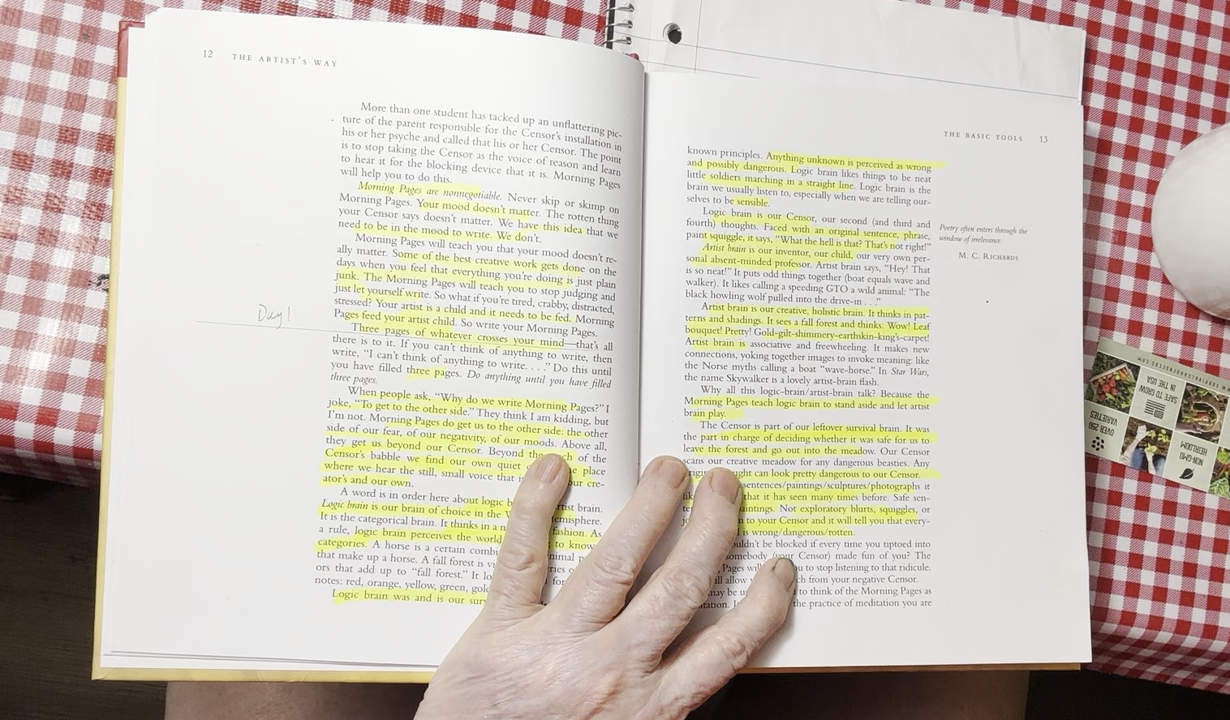 12 THE ARTIST'S WAY
More than one student has tacked up an unflattering pic-
ture of the parent responsible for the Censor's installation in
his or her psyche and called that his or her Censor. The point
is to stop taking the Censor as the voice of reason and learn
to hear it for the blocking device that it is. Morning Pages
will help you to do this.
Morning Pages are nonnegotiable. Never skip or skimp on
Morning Pages. Your mood doesn't matter. The rotten thing
your Censor says doesn't matter. We have this idea that we
need to be in the mood to write. We don't.
Morning Pages will teach you that your mood doesn't re-
ally matter. Some of the best creative work gets done on the
days when you feel that everything you're doing is just plain
junk. The Morning Pages will teach you to stop judging and
just let yourself write. So what if you're tired, crabby, distracted,
stressed? Your artist is a child and it needs to be fed. Morning
Pages feed your artist child. So write your Morning Pages.
Day 1
Three pages of whatever crosses your mind—that's all
there is to it. If you can't think of anything to write, then
write, "I can't think of anything to write. . . ." Do this until
you have filled three pages. Do anything until you have filled
three pages.
When people ask, "Why do we write Morning Pages?" I
joke, "To get to the other side." They think I am kidding, but
I'm not. Morning Pages do get us to the other side: the other
side of our fear, of our negativity, of our moods. Above all,
they get us beyond our Censor. Beyond the of the
Censor's babble we find our own quiet place
where we hear the still, small voice that our cre-
ator's and our own.
A word is in order here about logic artist brain.
Logic brain is our brain of choice in the hemisphere.
It is the categorical brain. It thinks in a fashion. As
a rule, logic brain perceives the world to known
categories. A horse is a certain animal
that make up a horse. A fall forest is of
ors that add up to "fall forest." It
notes: red, orange, yellow, green, gold
Logic brain was and is our
THE BASIC TOOLS 13
known principles. Anything unknown is perceived as wrong
and possibly dangerous. Logic brain likes things to be neat
little soldiers marching in a straight line. Logic brain is the
brain we usually listen to, especially when we are telling our-
selves to be sensible.
Logic brain is our Censor, our second (and third and
fourth) thoughts. Faced with an original sentence, phrase,
paint squiggle, it says, "What the hell is that? That's not right!"
Artist brain is our inventor, our child, our very own per-
sonal absent-minded professor. Artist brain says, "Hey! That
is so neat!" It puts odd things together (boat equals wave and
walker). It likes calling a speeding GTO a wild animal: "The
black howling wolf pulled into the drive-in . . ."
Artist brain is our creative, holistic brain. It thinks in pat-
terns and shadings. It sees a fall forest and thinks: Wow! Leaf
bouquet! Pretty! Gold-gilt-shimmery-earthskin-king's-carpet!
Artist brain is associative and freewheeling. It makes new
connections, yoking together images to invoke meaning: like
the Norse myths calling a boat "wave-horse." In Star Wars,
the name Skywalker is a lovely artist-brain flash.
Why all this logic-brain/artist-brain talk? Because the
Morning Pages teach logic brain to stand aside and let artist
brain play.
The Censor is part of our leftover survival brain. It was
the part in charge of deciding whether it was safe for us to
leave the forest and go out into the meadow. Our Censor
scans our creative meadow for any dangerous beasts. Any
can look pretty dangerous to our Censor.
sentences/paintings/sculptures/photographs it
that it has seen many times before. Safe sen-
Not exploratory blurts, squiggles, or
to your Censor and it will tell you that every-
is wrong/dangerous/rotten.
be blocked if every time you tiptoed into
(your Censor) made fun of you? The
Pages will you to stop listening to that ridicule.
allow from your negative Censor.
may be to think of the Morning Pages as
the practice of meditation you are
Poetry often enters through the
window of irrelevance.
M. C. RICHARDS
NON-GMO
HEIRLOOM
SAFE TO GROW
IN THE USA
OVER 250
VARIETIES